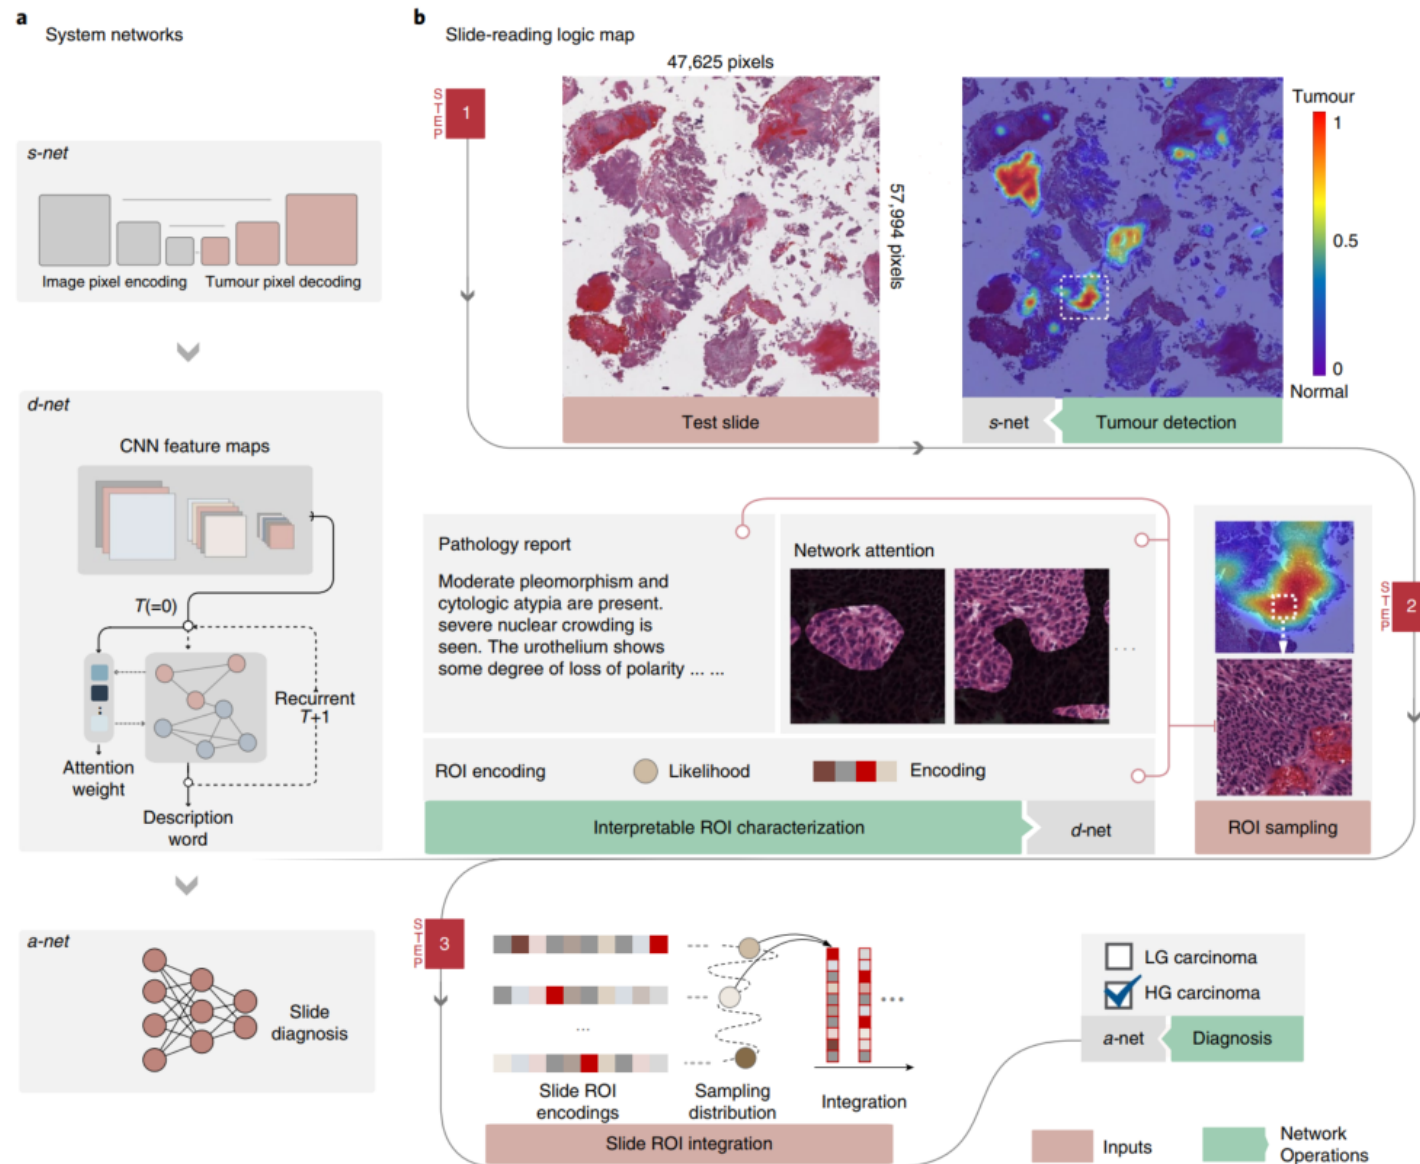 a
System networks
s-net
Image pixel encoding
Tumour pixel decoding
d-net
CNN feature maps
T(=0)
Recurrent
T+1
Attention
weight
Description
word
a-net
Slide
diagnosis
b
Slide-reading logic map
STEP
1
47,625 pixels
57,994 pixels
Test slide
Tumour
1
0.5
0
Normal
s-net
Tumour detection
STEP
2
ROI sampling
Pathology report
Moderate pleomorphism and
cytologic atypia are present.
severe nuclear crowding is
seen. The urothelium shows
some degree of loss of polarity ... ...
Network attention
...
ROI encoding
Likelihood
Encoding
Interpretable ROI characterization
d-net
STEP
3
...
Slide ROI
encodings
Sampling
distribution
...
Integration
Slide ROI integration
LG carcinoma
HG carcinoma
a-net
Diagnosis
Inputs
Network
Operations